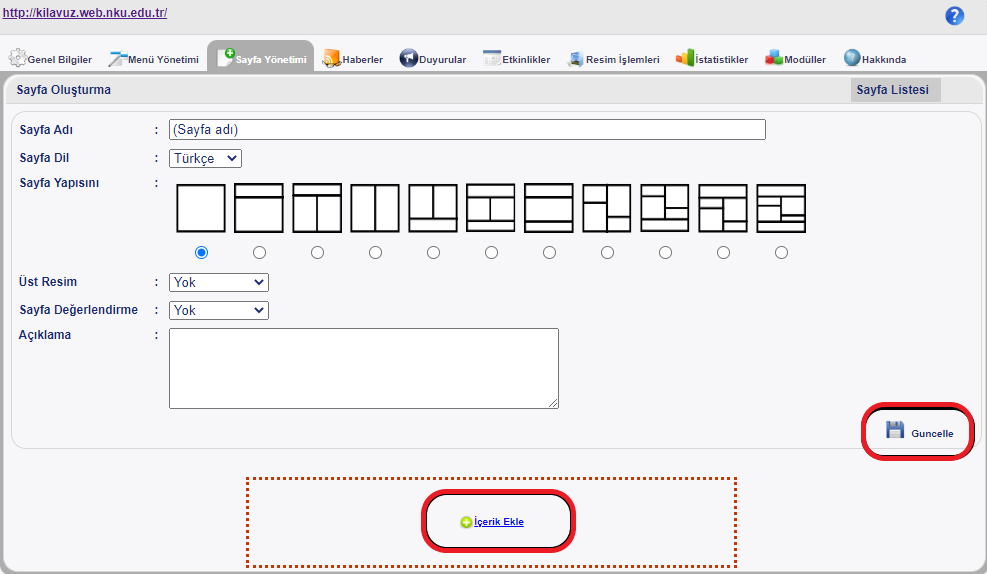 http://kilavuz.web.nku.edu.tr/
?
Genel Bilgiler Menü Yönetimi Sayfa Yönetimi Haberler Duyurular Etkinlikler Resim İşlemleri İstatistikler Modüller Hakkında
Sayfa Oluşturma Sayfa Listesi
Sayfa Adı : (Sayfa adı)
Sayfa Dil : Türkçe
Sayfa Yapısını :
Üst Resim : Yok
Sayfa Değerlendirme : Yok
Açıklama :
Guncelle
İçerik Ekle